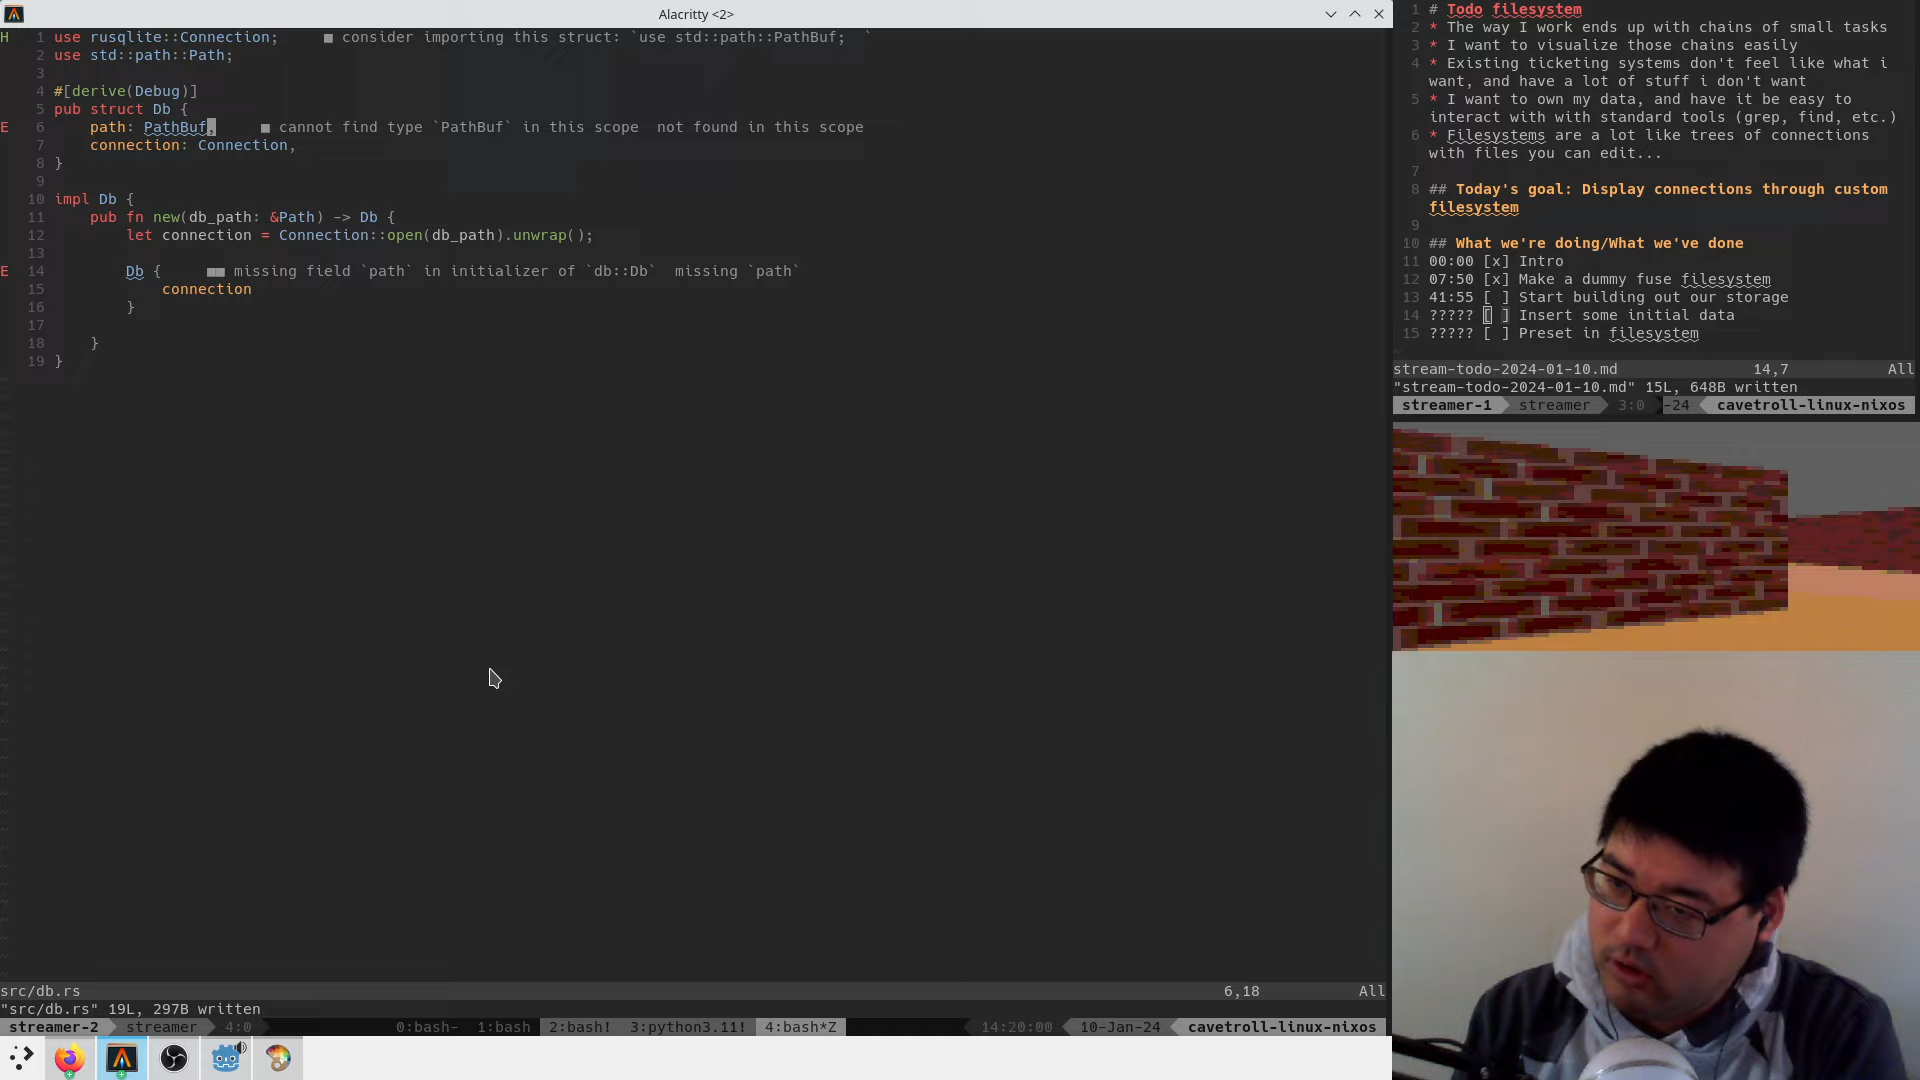 Alacritty <2>
H 1 use rusqlite::Connection; ■ consider importing this struct: `use std::path::PathBuf; `
2 use std::path::Path;
3
4 #[derive(Debug)]
5 pub struct Db {
E 6 path: PathBuf, ■ cannot find type `PathBuf` in this scope not found in this scope
7 connection: Connection,
8 }
9
10 impl Db {
11 pub fn new(db_path: &Path) -> Db {
12 let connection = Connection::open(db_path).unwrap();
13
E 14 Db { ■■ missing field `path` in initializer of `db::Db` missing `path`
15 connection
16 }
17
18 }
19 }
src/db.rs 6,18 All
"src/db.rs" 19L, 297B written
streamer-2 streamer 4:0 0:bash- 1:bash 2:bash! 3:python3.11! 4:bash*Z 14:20:00 10-Jan-24 cavetroll-linux-nixos
1 # Todo filesystem
2 * The way I work ends up with chains of small tasks
3 * I want to visualize those chains easily
4 * Existing ticketing systems don't feel like what i
want, and have a lot of stuff i don't want
5 * I want to own my data, and have it be easy to
interact with with standard tools (grep, find, etc.)
6 * Filesystems are a lot like trees of connections
with files you can edit...
7
8 ## Today's goal: Display connections through custom
filesystem
9
10 ## What we're doing/What we've done
11 00:00 [x] Intro
12 07:50 [x] Make a dummy fuse filesystem
13 41:55 [ ] Start building out our storage
14 ????? [ ] Insert some initial data
15 ????? [ ] Preset in filesystem
stream-todo-2024-01-10.md 14,7 All
"stream-todo-2024-01-10.md" 15L, 648B written
streamer-1 streamer 3:0 -24 cavetroll-linux-nixos